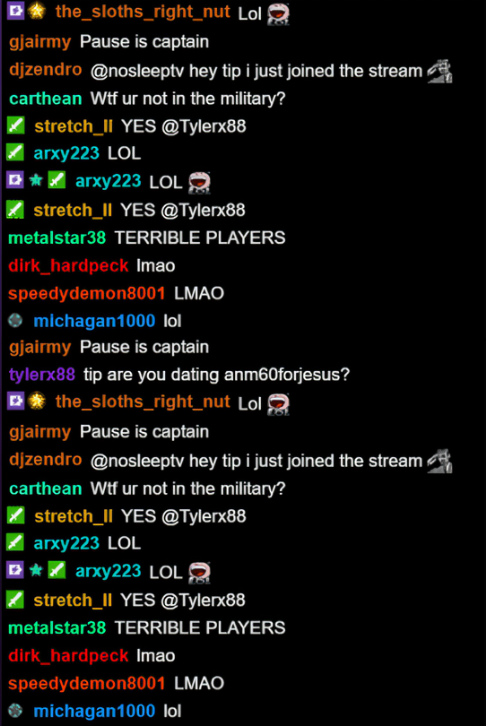 the_sloths_right_nut Lol
gjairmy Pause is captain
djzendro @nosleeptv hey tip i just joined the stream
carthean Wtf ur not in the military?
stretch_ll YES @Tylerx88
arxy223 LOL
arxy223 LOL
stretch_ll YES @Tylerx88
metalstar38 TERRIBLE PLAYERS
dirk_hardpeck lmao
speedydemon8001 LMAO
michagan1000 lol
gjairmy Pause is captain
tylerx88 tip are you dating anm60forjesus?
the_sloths_right_nut Lol
gjairmy Pause is captain
djzendro @nosleeptv hey tip i just joined the stream
carthean Wtf ur not in the military?
stretch_ll YES @Tylerx88
arxy223 LOL
arxy223 LOL
stretch_ll YES @Tylerx88
metalstar38 TERRIBLE PLAYERS
dirk_hardpeck lmao
speedydemon8001 LMAO
michagan1000 lol